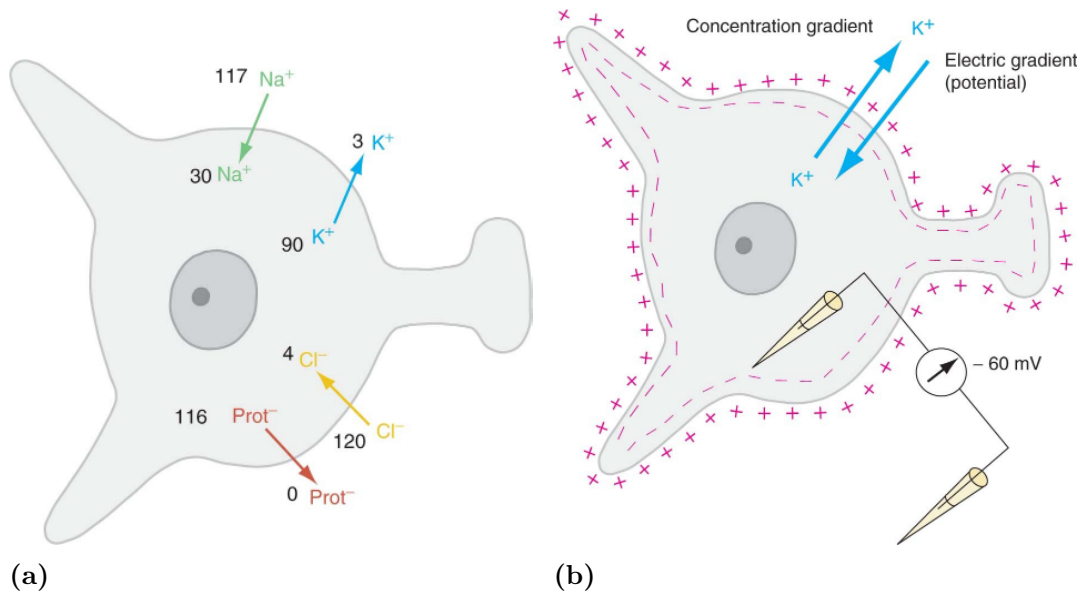 117
Na⁺
30 Na⁺
3 K⁺
90 K⁺
4 Cl⁻
120 Cl⁻
116 Prot⁻
0 Prot⁻
(a)
Concentration gradient
K⁺
Electric gradient
(potential)
K⁺
– 60 mV
(b)